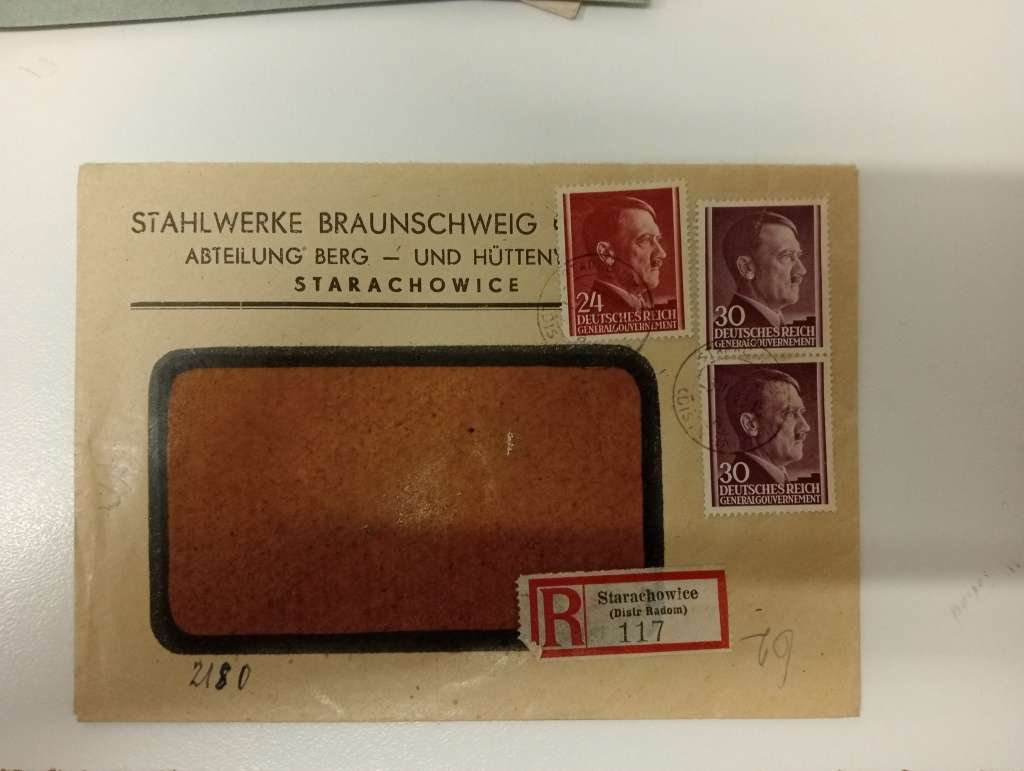 STAHLWERKE BRAUNSCHWEIG
ABTEILUNG BERG — UND HÜTTEN
STARACHOWICE
24
DEUTSCHES REICH
GENERALGOUVERNEMENT
30
DEUTSCHES REICH
GENERALGOUVERNEMENT
30
DEUTSCHES REICH
GENERALGOUVERNEMENT
R
Starachowice
(Distr Radom)
117
2180